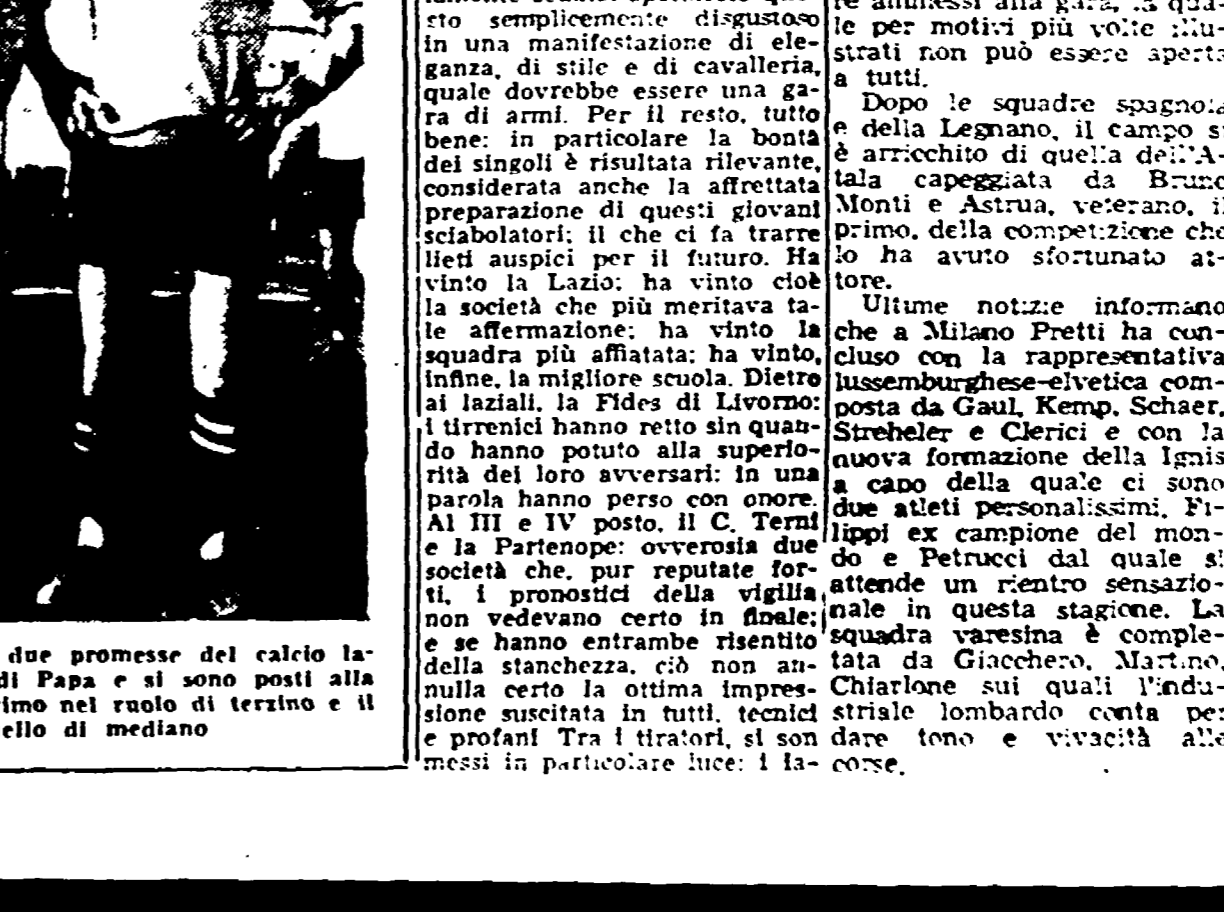 due promesse del calcio la-
di Papa e si sono posti alla
rimo nel ruolo di terzino e il
ello di mediano
sto semplicemente disgustoso
in una manifestazione di ele-
ganza, di stile e di cavalleria,
quale dovrebbe essere una ga-
ra di armi. Per il resto, tutto
bene: in particolare la bontà
dei singoli è risultata rilevante,
considerata anche la affrettata
preparazione di questi giovani
sciabolatori; il che ci fa trarre
lieti auspici per il futuro. Ha
vinto la Lazio; ha vinto cioè
la società che più meritava ta-
le affermazione; ha vinto la
squadra più affiatata; ha vinto,
infine, la migliore scuola. Dietro
ai laziali, la Fides di Livorno:
i tirrenici hanno retto sin quan-
do hanno potuto alla superio-
rità dei loro avversari: in una
parola hanno perso con onore.
Al III e IV posto, il C. Terni
e la Partenope: ovverosia due
società che, pur reputate for-
ti, i pronostici della vigilia
non vedevano certo in finale;
e se hanno entrambe risentito
della stanchezza, ciò non an-
nulla certo la ottima impres-
sione suscitata in tutti, tecnici
e profani Tra i tiratori, si son
messi in particolare luce: i la-
re ammessi alla gara, la qua-
le per motivi più volte illu-
strati non può essere aperta
a tutti.
Dopo le squadre spagnola
e della Legnano, il campo si
è arricchito di quella dell'A-
tala capeggiata da Bruno
Monti e Astrua, veterano, il
primo, della competizione che
lo ha avuto sfortunato at-
tore.
Ultime notizie informano
che a Milano Pretti ha con-
cluso con la rappresentativa
lussemburghese-elvetica com-
posta da Gaul, Kemp, Schaer,
Streheler e Clerici e con la
nuova formazione della Ignis
a capo della quale ci sono
due atleti personalissimi, Fi-
lippi ex campione del mon-
do e Petrucci dal quale si
attende un rientro sensazio-
nale in questa stagione. La
squadra varesina è comple-
tata da Giacchero, Martino,
Chiarlone sui quali l'indu-
striale lombardo conta per
dare tono e vivacità alle
corse.